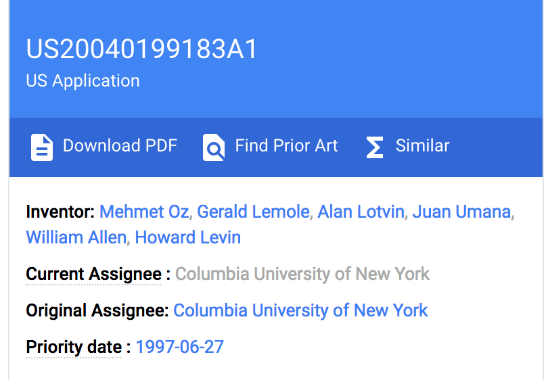 US20040199183A1
US Application
Download PDF Find Prior Art Similar
Inventor: Mehmet Oz, Gerald Lemole, Alan Lotvin, Juan Umana,
William Allen, Howard Levin
Current Assignee : Columbia University of New York
Original Assignee: Columbia University of New York
Priority date : 1997-06-27